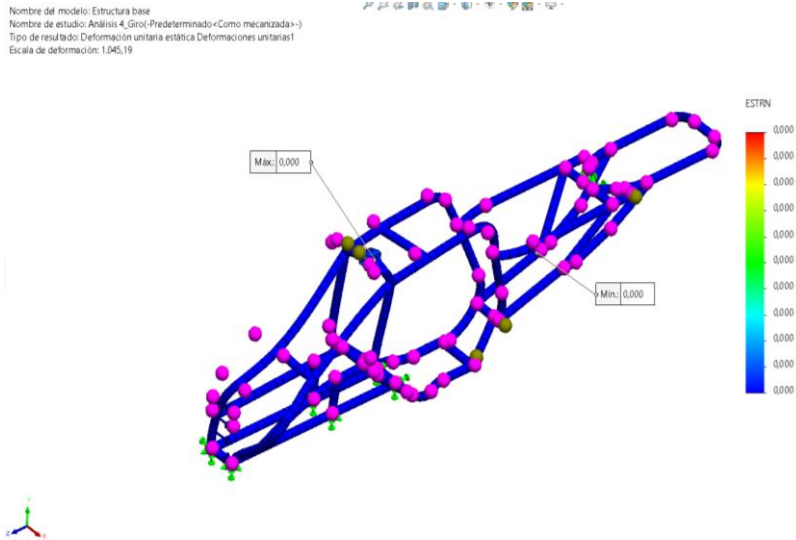 Nombre del modelo: Estructura base
Nombre de estudio: Análisis 4_Giro(-Predeterminado<Como mecanizada>-)
Tipo de resultado: Deformación unitaria estática Deformaciones unitarias1
Escala de deformación: 1.045,19
ESTRN
0,000
0,000
0,000
0,000
0,000
0,000
0,000
0,000
0,000
0,000
0,000
Máx.: 0,000
Mín.: 0,000
Y
Z
X